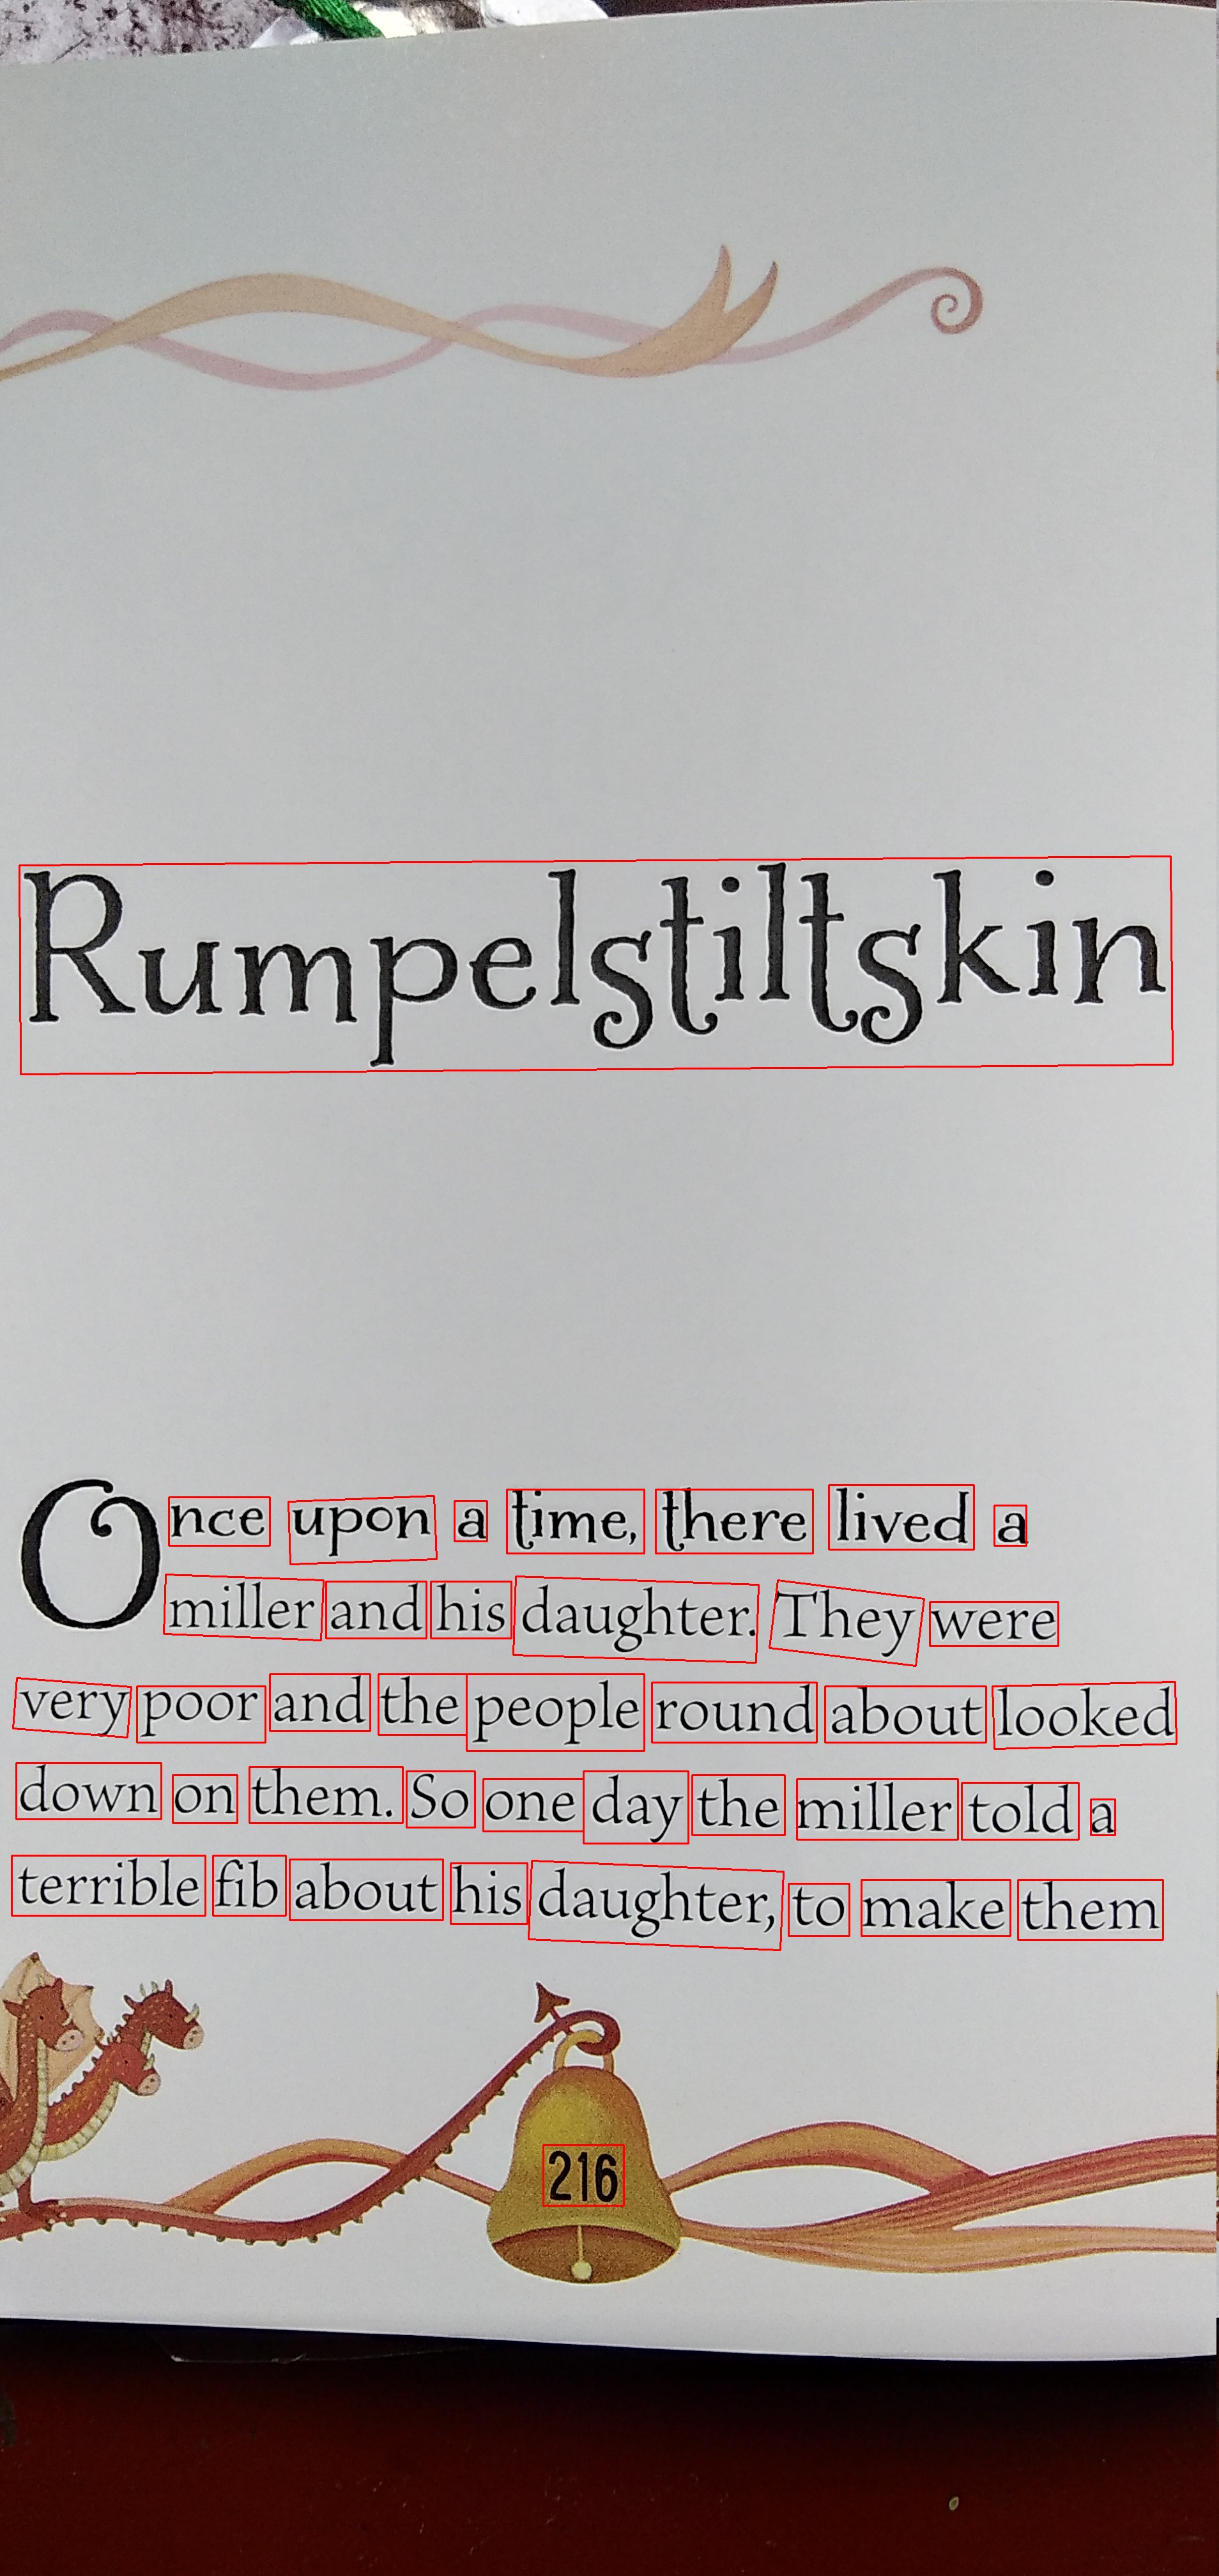 Rumpelstiltskin
Once upon a time, there lived a
miller and his daughter. They were
very poor and the people round about looked
down on them. So one day the miller told a
terrible fib about his daughter, to make them
216